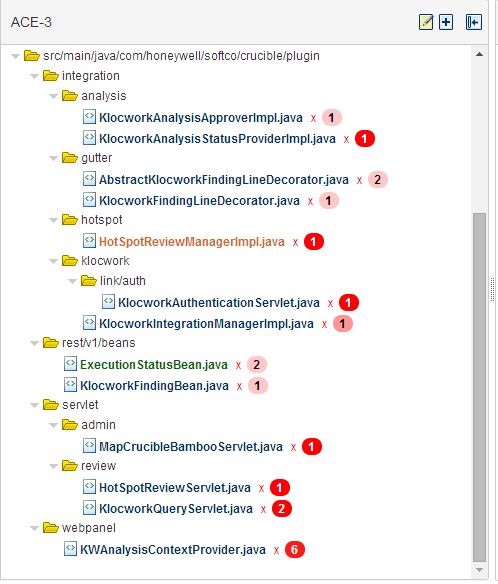 ACE-3
src/main/java/com/honeywell/softco/crucible/plugin
integration
analysis
KlocworkAnalysisApproverImpl.java x 1
KlocworkAnalysisStatusProviderImpl.java x 1
gutter
AbstractKlocworkFindingLineDecorator.java x 2
KlocworkFindingLineDecorator.java x 1
hotspot
HotSpotReviewManagerImpl.java x 1
klocwork
link/auth
KlocworkAuthenticationServlet.java x 1
KlocworkIntegrationManagerImpl.java x 1
rest/v1/beans
ExecutionStatusBean.java x 2
KlocworkFindingBean.java x 1
servlet
admin
MapCrucibleBambooServlet.java x 1
review
HotSpotReviewServlet.java x 1
KlocworkQueryServlet.java x 2
webpanel
KWAnalysisContextProvider.java x 6